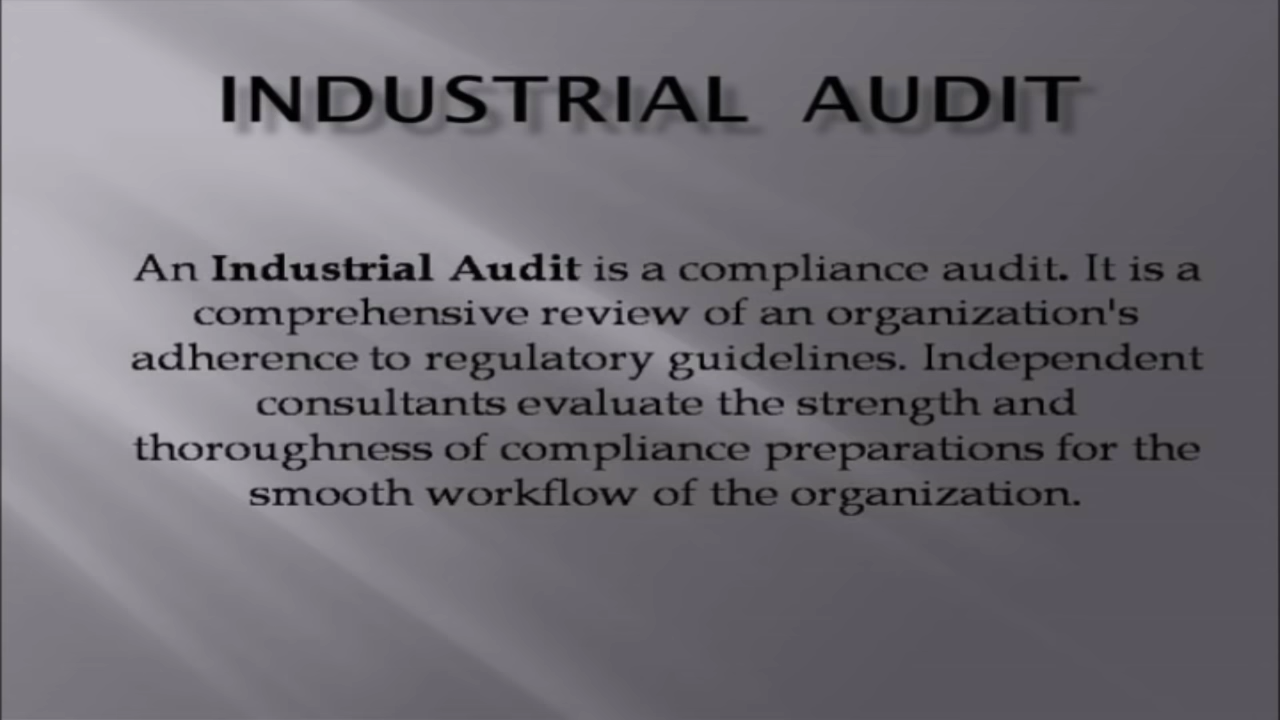 INDUSTRIAL AUDIT
An Industrial Audit is a compliance audit. It is a
comprehensive review of an organization's
adherence to regulatory guidelines. Independent
consultants evaluate the strength and
thoroughness of compliance preparations for the
smooth workflow of the organization.